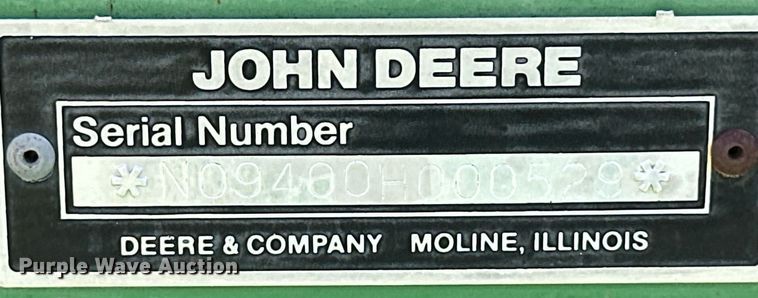 JOHN DEERE
Serial Number
*N09400H000529*
DEERE & COMPANY MOLINE, ILLINOIS
Purple Wave Auction